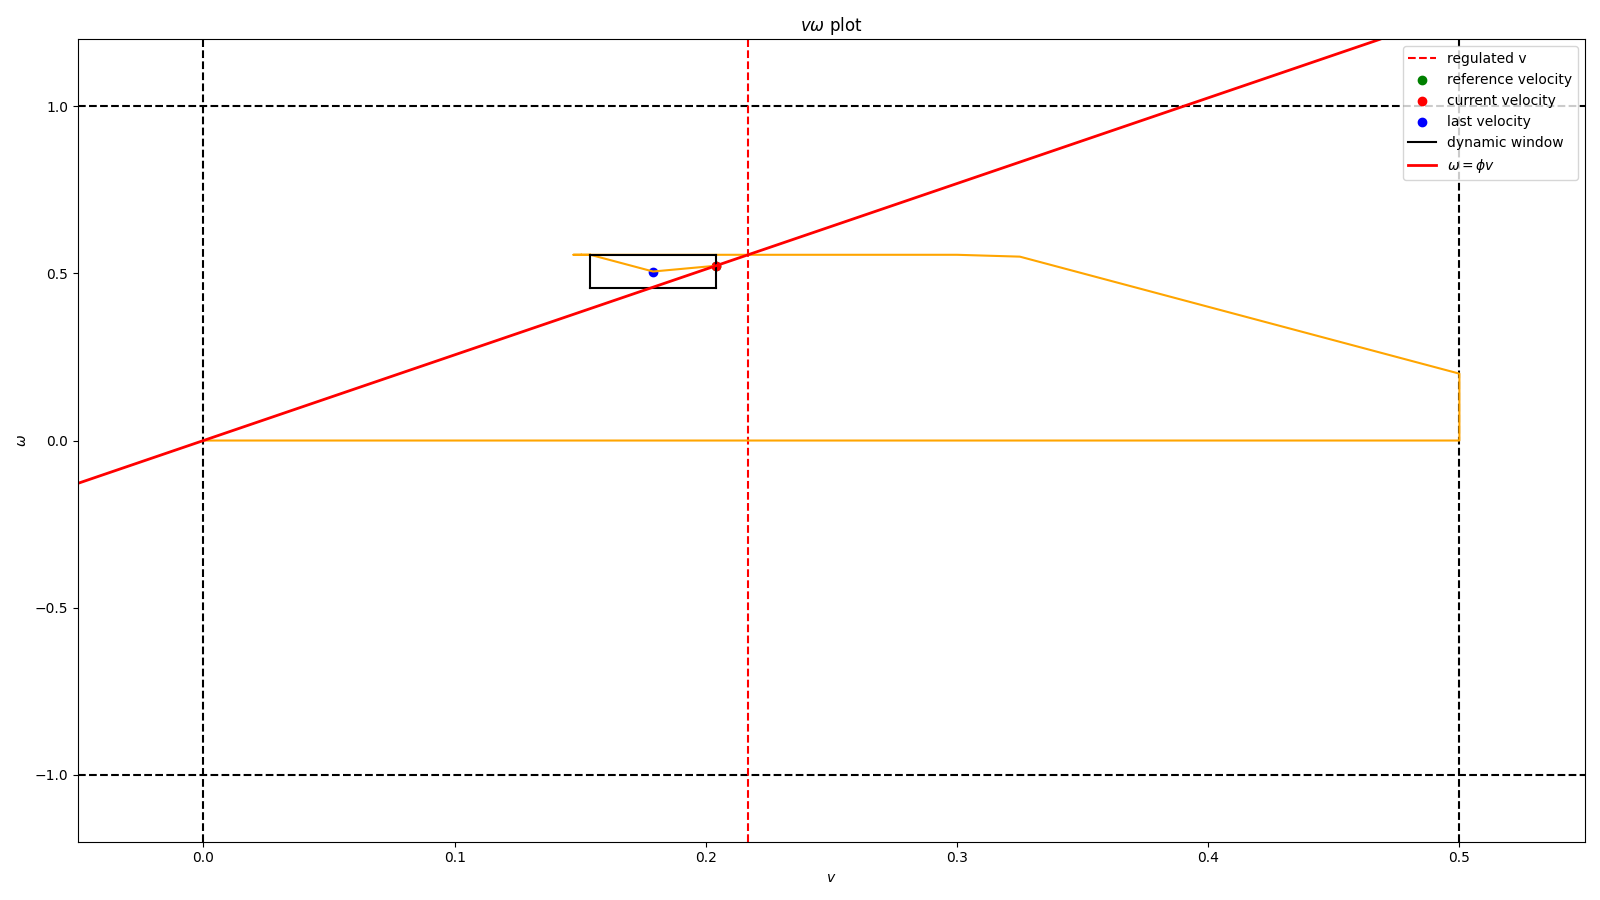 vω plot
regulated v
reference velocity
current velocity
last velocity
dynamic window
ω = ϕv
1.0
0.5
0.0
−0.5
−1.0
ω
0.0 0.1 0.2 0.3 0.4 0.5
v